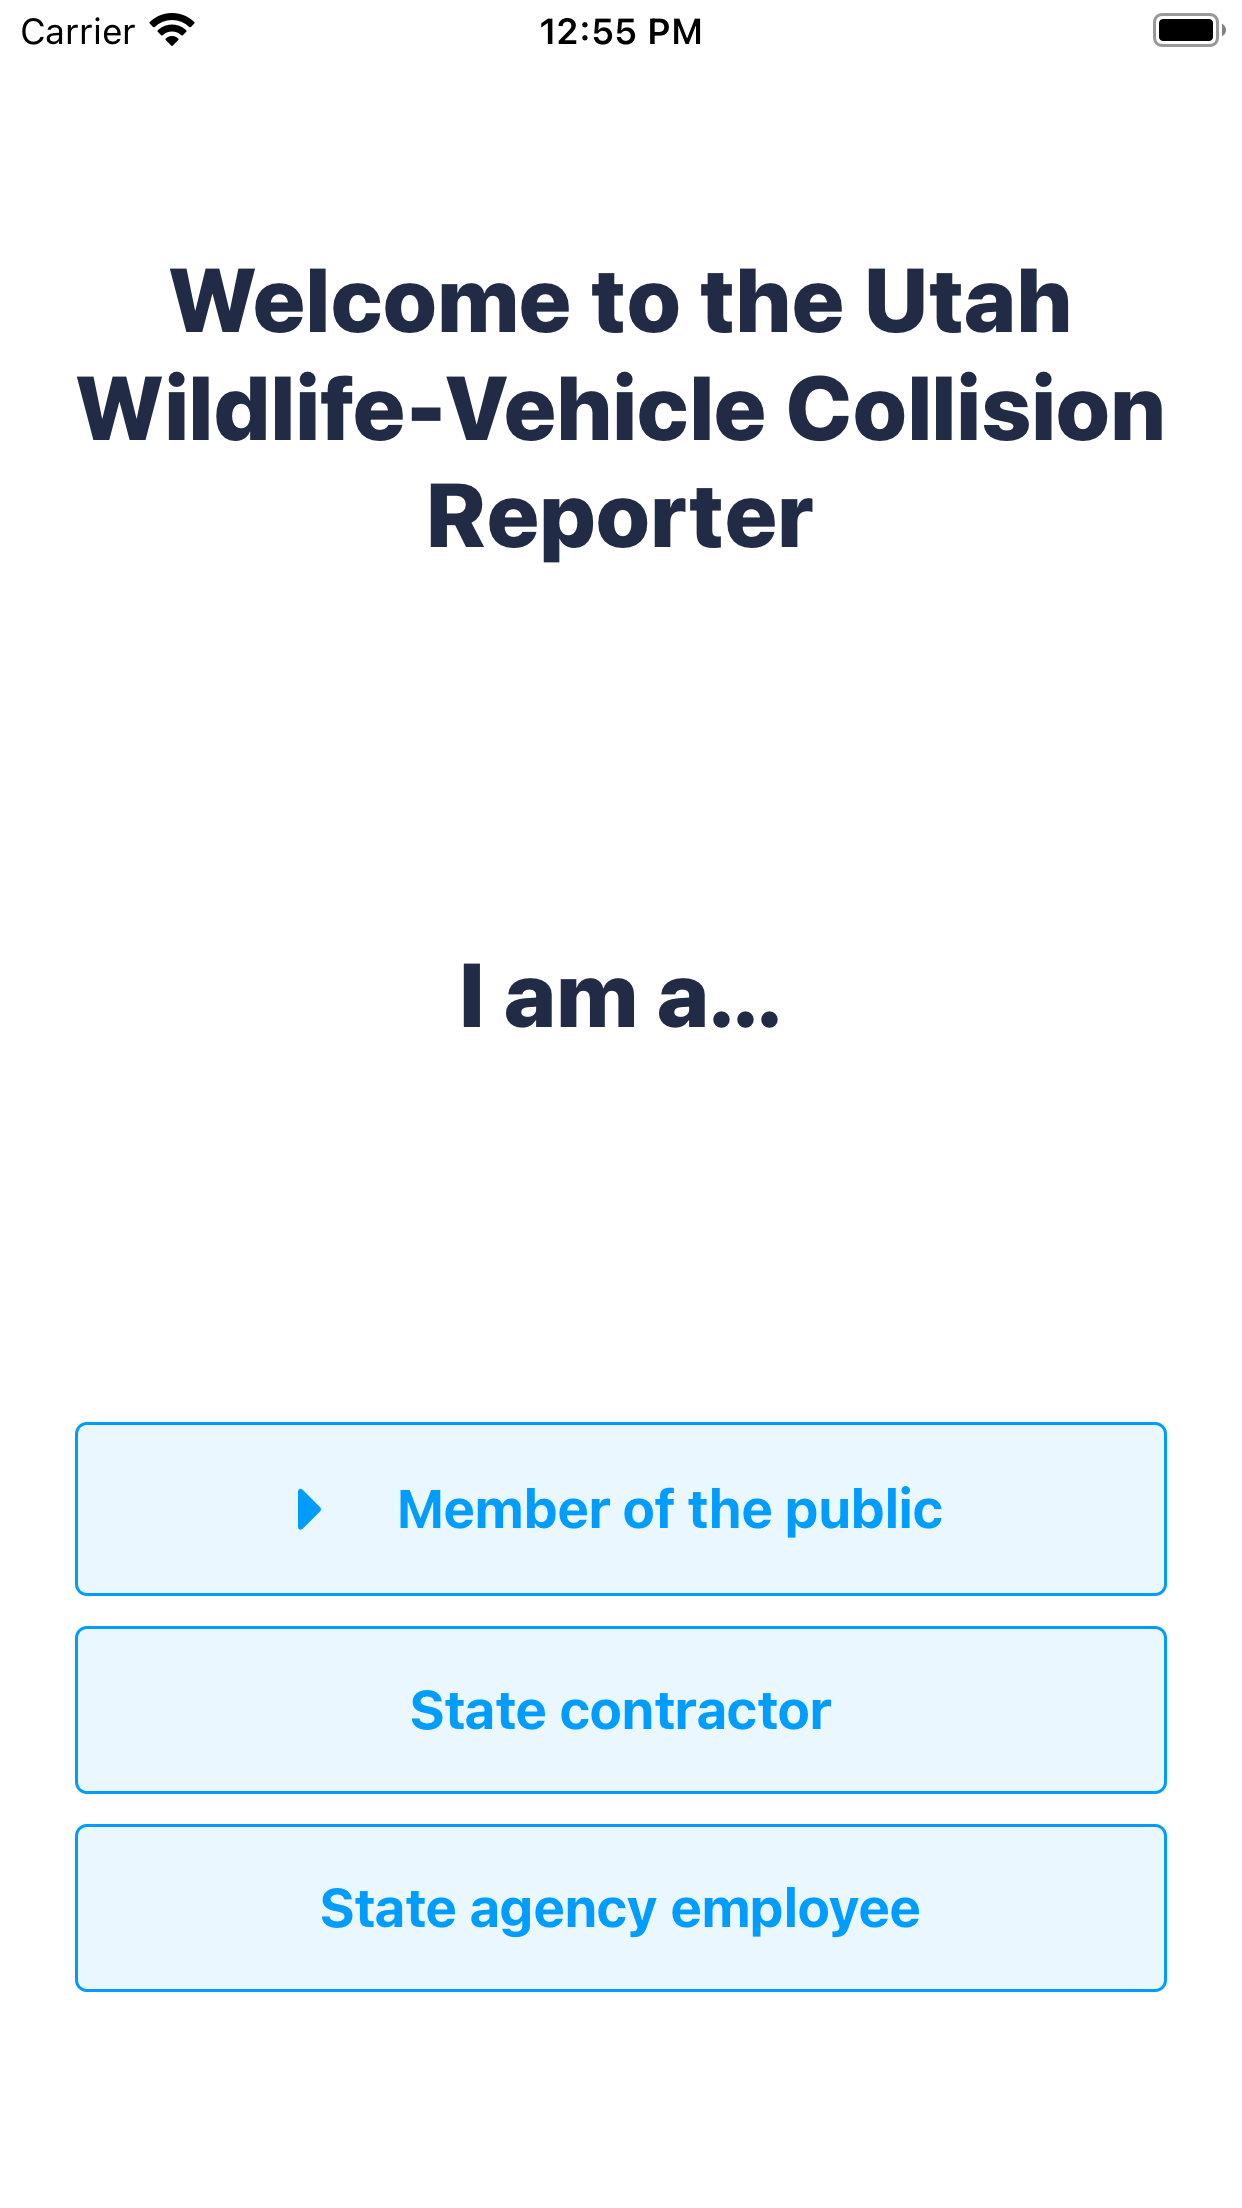 Carrier 12:55 PM
Welcome to the Utah
Wildlife-Vehicle Collision
Reporter
I am a...
Member of the public
State contractor
State agency employee